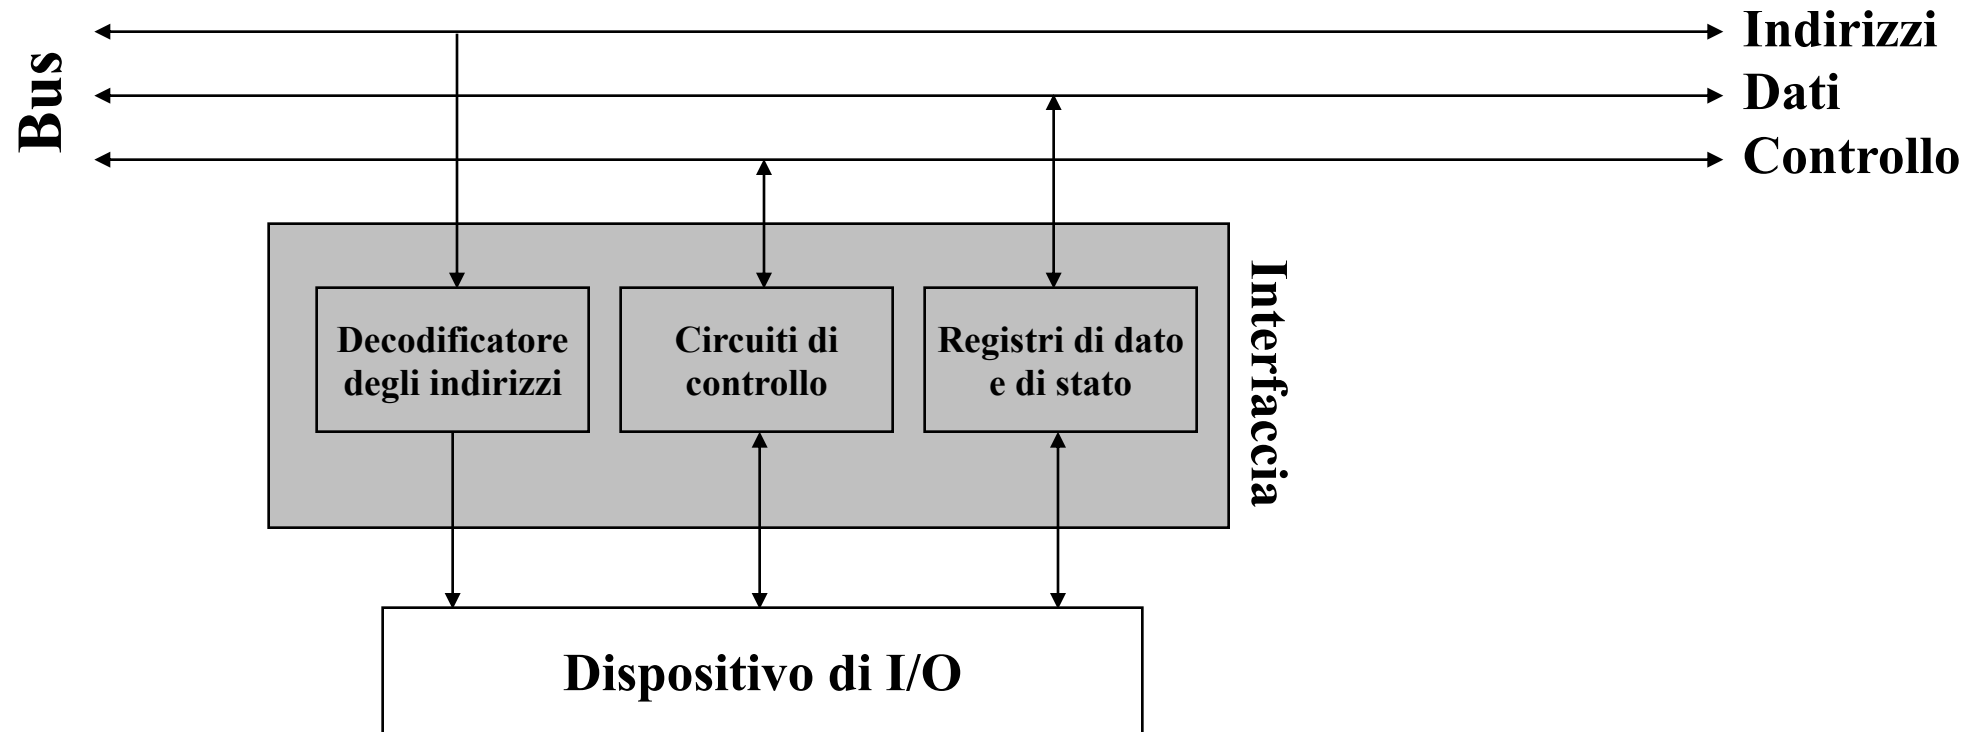 Bus
Indirizzi
Dati
Controllo
Interfaccia
Decodificatore
degli indirizzi
Circuiti di
controllo
Registri di dato
e di stato
Dispositivo di I/O